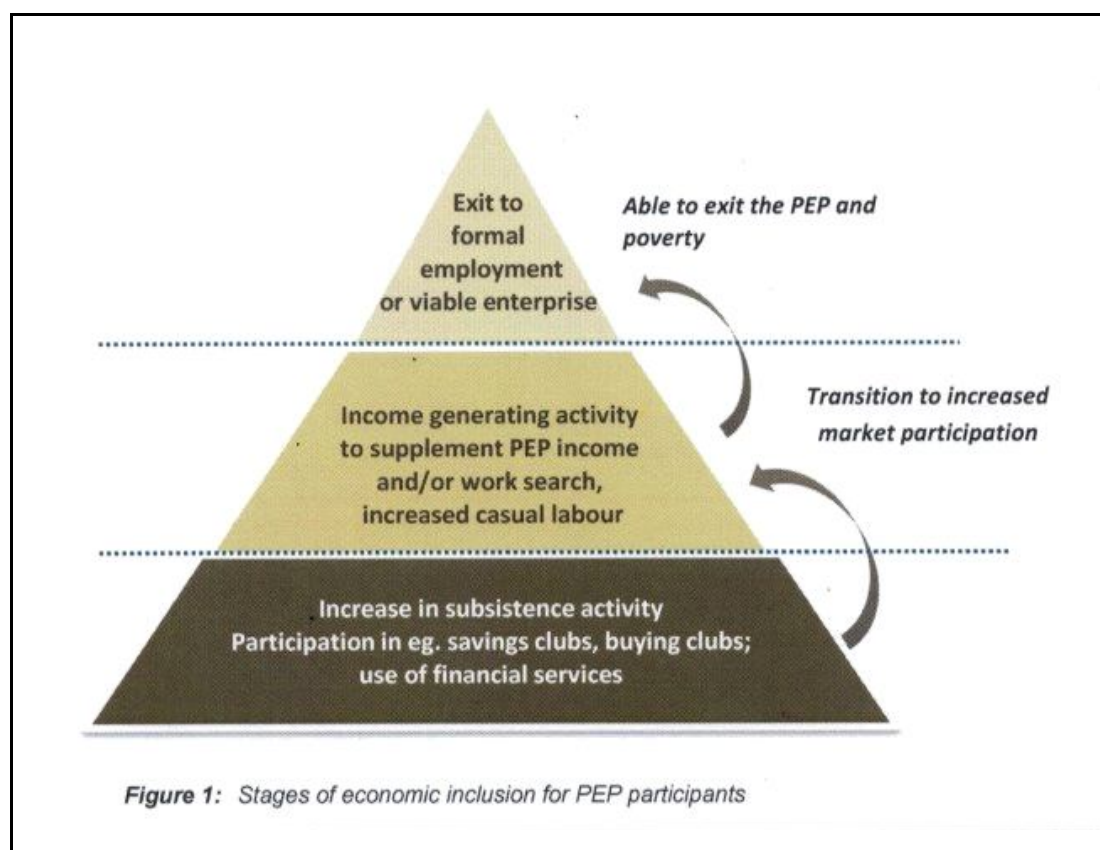 Exit to
formal
employment
or viable enterprise
Able to exit the PEP and
poverty
Income generating activity
to supplement PEP income
and/or work search,
increased casual labour
Transition to increased
market participation
Increase in subsistence activity
Participation in eg. savings clubs, buying clubs;
use of financial services
Figure 1: Stages of economic inclusion for PEP participants